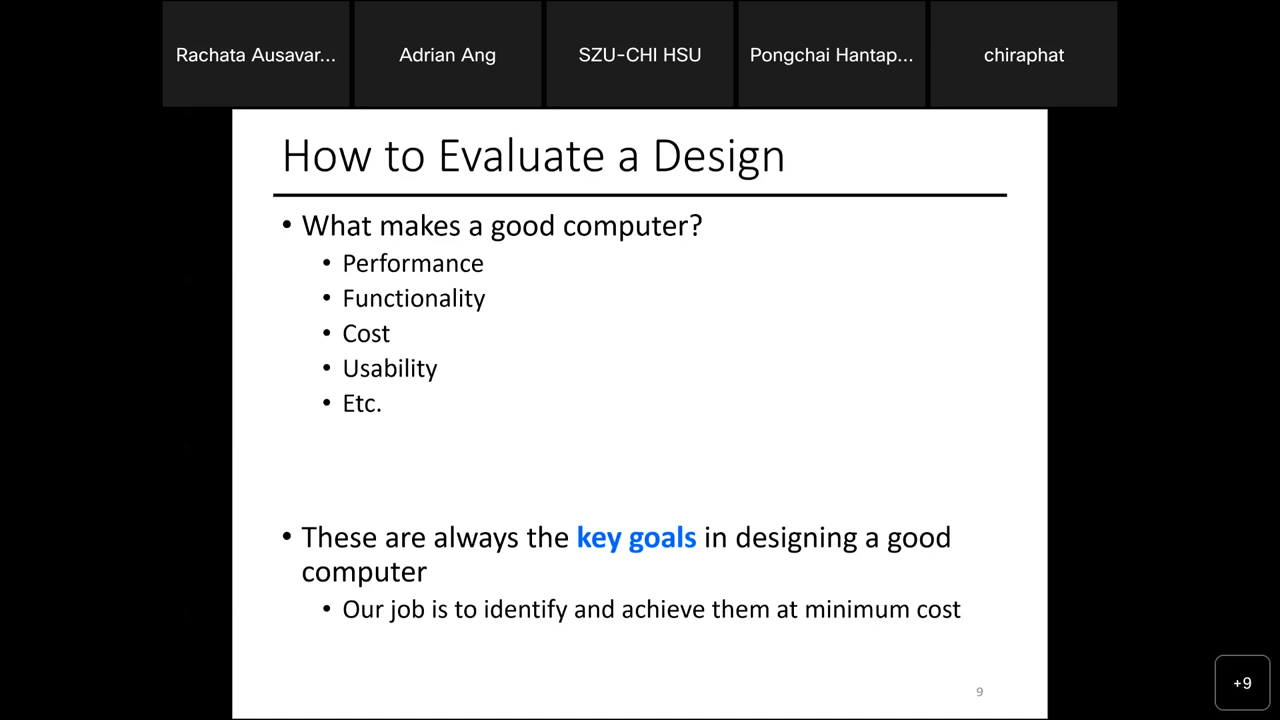 Rachata Ausavar...
Adrian Ang
SZU-CHI HSU
Pongchai Hantap...
chiraphat
How to Evaluate a Design
• What makes a good computer?
• Performance
• Functionality
• Cost
• Usability
• Etc.
• These are always the key goals in designing a good
computer
• Our job is to identify and achieve them at minimum cost
9
+9